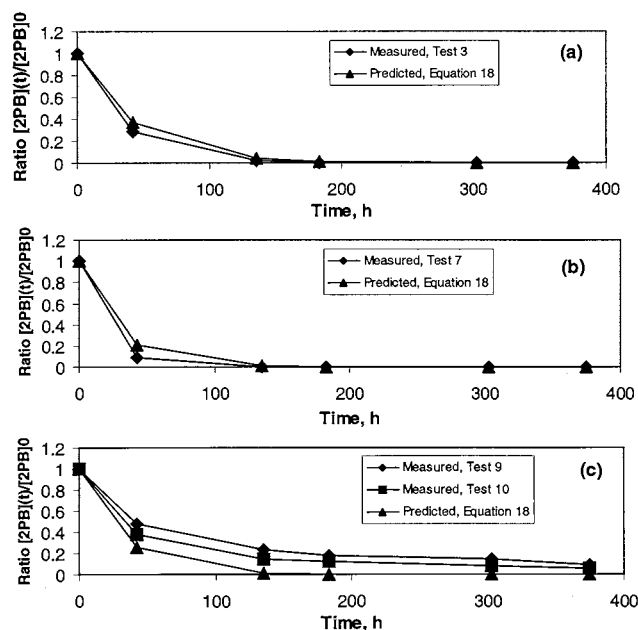 (a)
Ratio [2PB](t)/[2PB]0
1.2
1
0.8
0.6
0.4
0.2
0
Measured, Test 3
Predicted, Equation 18
0 100 200 300 400
Time, h
(b)
Ratio [2PB](t)/[2PB]0
1.2
1
0.8
0.6
0.4
0.2
0
Measured, Test 7
Predicted, Equation 18
0 100 200 300 400
Time, h
(c)
Ratio [2PB](t)/[2PB]0
1.2
1
0.8
0.6
0.4
0.2
0
Measured, Test 9
Measured, Test 10
Predicted, Equation 18
0 100 200 300 400
Time, h